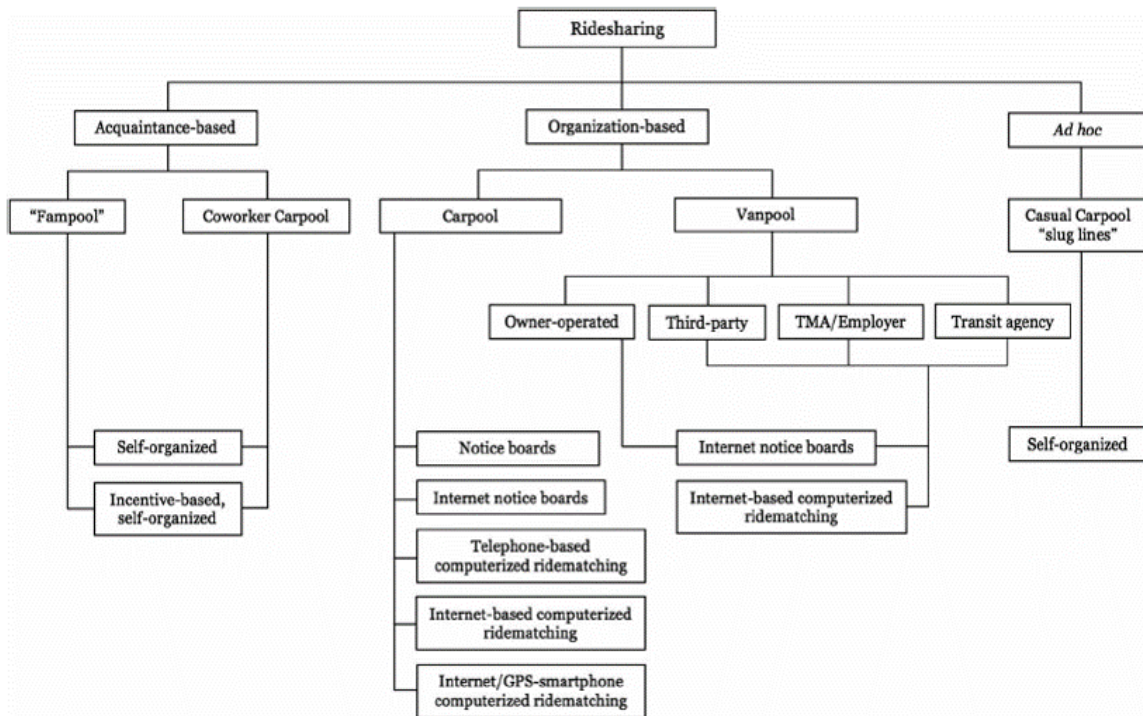 Ridesharing
Acquaintance-based
Organization-based
Ad hoc
“Fampool”
Coworker Carpool
Carpool
Vanpool
Casual Carpool
“slug lines”
Owner-operated
Third-party
TMA/Employer
Transit agency
Self-organized
Notice boards
Internet notice boards
Self-organized
Incentive-based,
self-organized
Internet notice boards
Internet-based computerized
ridematching
Telephone-based
computerized ridematching
Internet-based computerized
ridematching
Internet/GPS-smartphone
computerized ridematching